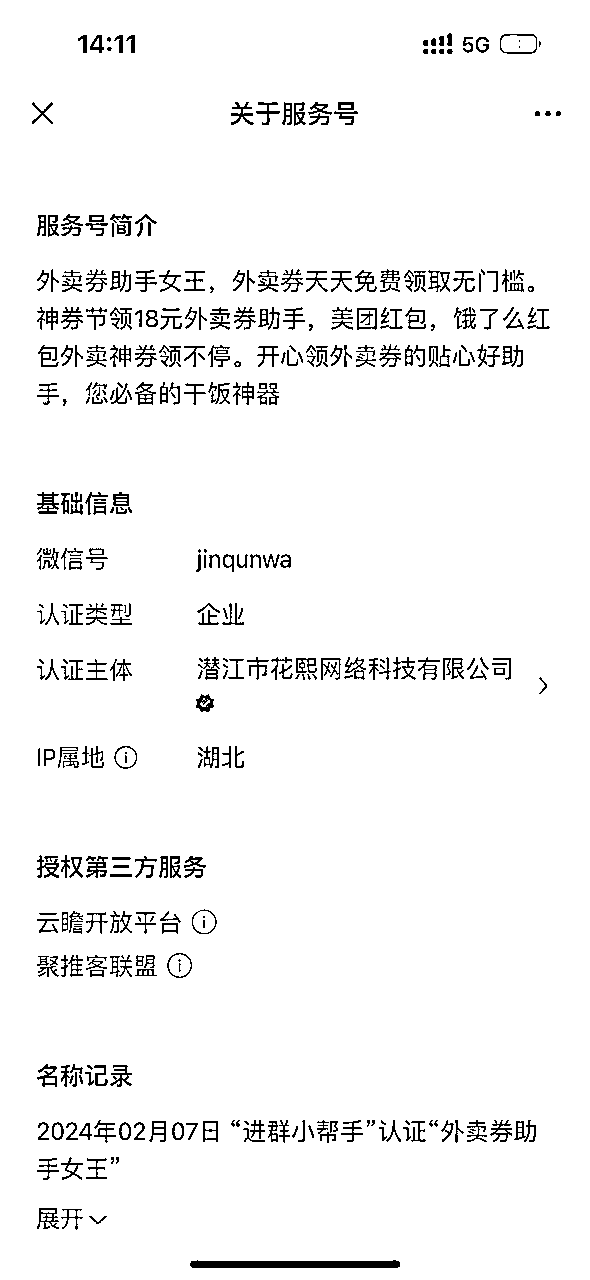 14:11
5G
关于服务号
服务号简介
外卖券助手女王，外卖券天天免费领取无门槛。
神券节领18元外卖券助手，美团红包，饿了么红
包外卖神券领不停。开心领外卖券的贴心好助
手，您必备的干饭神器
基础信息
微信号 jinqunwa
认证类型 企业
认证主体 潜江市花熙网络科技有限公司
IP属地 湖北
授权第三方服务
云瞻开放平台
聚推客联盟
名称记录
2024年02月07日 “进群小帮手”认证“外卖券助
手女王”
展开